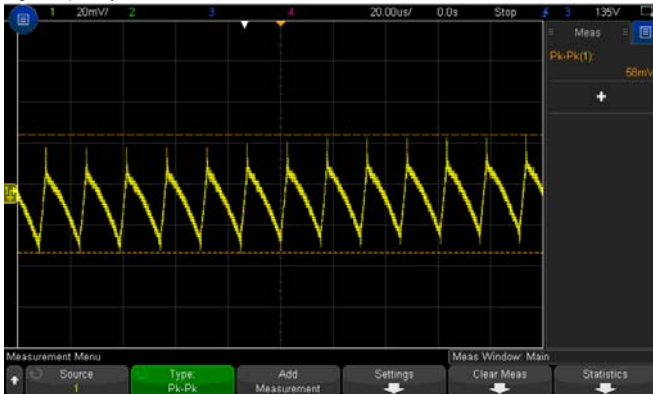 1 20mV/ 2 3 4 20.00us/ 0.0s Stop 3 135V
Meas
Pk-Pk(1):
58mV
Measurement Menu Meas Window: Main
Source Type: Add Settings Clear Meas Statistics
1 Pk-Pk Measurement